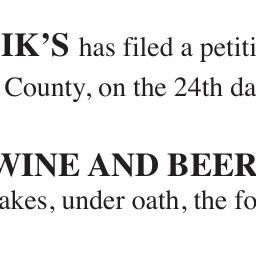 IK’S has filed a petiti
County, on the 24th da
WINE AND BEER
akes, under oath, the fo